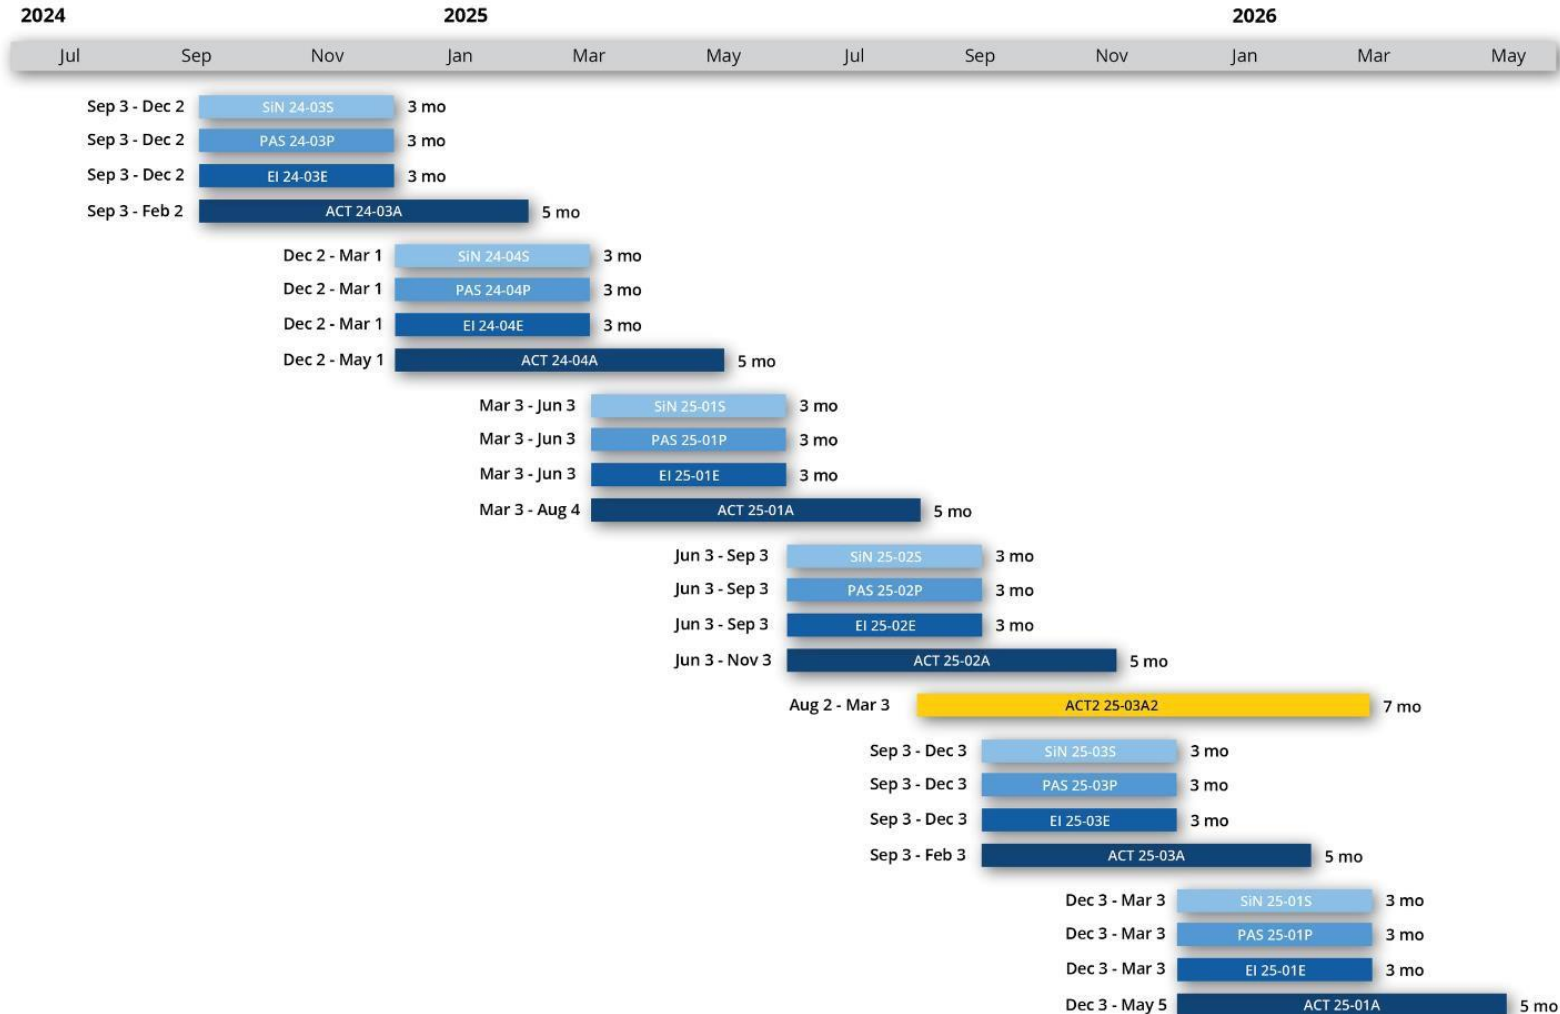 2024 2025 2026
Jul Sep Nov Jan Mar May Jul Sep Nov Jan Mar May
Sep 3 - Dec 2 SiN 24-03S 3 mo
Sep 3 - Dec 2 PAS 24-03P 3 mo
Sep 3 - Dec 2 EI 24-03E 3 mo
Sep 3 - Feb 2 ACT 24-03A 5 mo
Dec 2 - Mar 1 SiN 24-04S 3 mo
Dec 2 - Mar 1 PAS 24-04P 3 mo
Dec 2 - Mar 1 EI 24-04E 3 mo
Dec 2 - May 1 ACT 24-04A 5 mo
Mar 3 - Jun 3 SiN 25-01S 3 mo
Mar 3 - Jun 3 PAS 25-01P 3 mo
Mar 3 - Jun 3 EI 25-01E 3 mo
Mar 3 - Aug 4 ACT 25-01A 5 mo
Jun 3 - Sep 3 SiN 25-02S 3 mo
Jun 3 - Sep 3 PAS 25-02P 3 mo
Jun 3 - Sep 3 EI 25-02E 3 mo
Jun 3 - Nov 3 ACT 25-02A 5 mo
Aug 2 - Mar 3 ACT2 25-03A2 7 mo
Sep 3 - Dec 3 SiN 25-03S 3 mo
Sep 3 - Dec 3 PAS 25-03P 3 mo
Sep 3 - Dec 3 EI 25-03E 3 mo
Sep 3 - Feb 3 ACT 25-03A 5 mo
Dec 3 - Mar 3 SiN 25-01S 3 mo
Dec 3 - Mar 3 PAS 25-01P 3 mo
Dec 3 - Mar 3 EI 25-01E 3 mo
Dec 3 - May 5 ACT 25-01A 5 mo